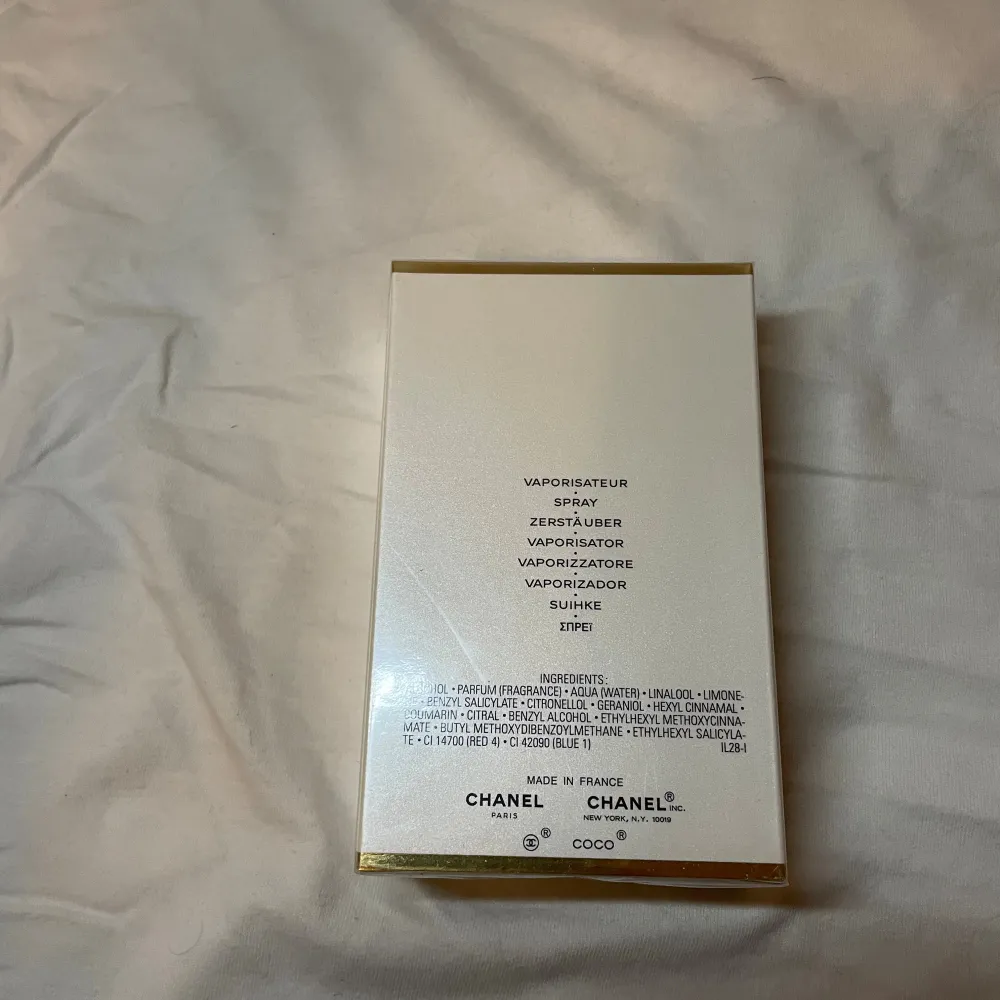 VAPORISATEUR
•
SPRAY
•
ZERSTÄUBER
•
VAPORISATOR
•
VAPORIZZATORE
•
VAPORIZADOR
•
SUIHKE
•
ΣΠΡΕΪ
INGREDIENTS:
• PARFUM (FRAGRANCE) • AQUA (WATER) • LINALOOL • LIMONE-
• BENZYL SALICYLATE • CITRONELLOL • GERANIOL • HEXYL CINNAMAL •
COUMARIN • CITRAL • BENZYL ALCOHOL • ETHYLHEXYL METHOXYCINNA-
MATE • BUTYL METHOXYDIBENZOYLMETHANE • ETHYLHEXYL SALICYLA-
TE • CI 14700 (RED 4) • CI 42090 (BLUE 1) IL28-I
MADE IN FRANCE
CHANEL CHANEL® INC.
PARIS NEW YORK, N.Y. 10019
® COCO®